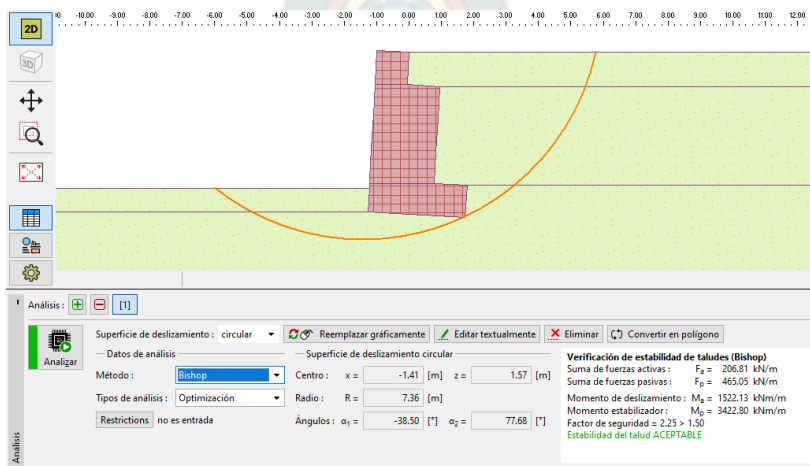 2D
-10.00 -9.00 -8.00 -7.00 -6.00 -5.00 -4.00 -3.00 -2.00 -1.00 0.00 1.00 2.00 3.00 4.00 5.00 6.00 7.00 8.00 9.00 10.00 11.00 12.00
3D
Análisis : [1]
Superficie de deslizamiento : circular Reemplazar gráficamente Editar textualmente Eliminar Convertir en polígono
Analizar
Datos de análisis
Método : Bishop
Tipos de análisis : Optimización
Restrictions no es entrada
Superficie de deslizamiento circular
Centro : x = -1.41 [m] z = 1.57 [m]
Radio : R = 7.36 [m]
Ángulos : α1 = -38.50 [°] α2 = 77.68 [°]
Verificación de estabilidad de taludes (Bishop)
Suma de fuerzas activas : Fa = 206.81 kN/m
Suma de fuerzas pasivas : Fp = 465.05 kN/m
Momento de deslizamiento : Ma = 1522.13 kNm/m
Momento estabilizador : Mp = 3422.80 kNm/m
Factor de seguridad = 2.25 > 1.50
Estabilidad del talud ACEPTABLE
Análisis